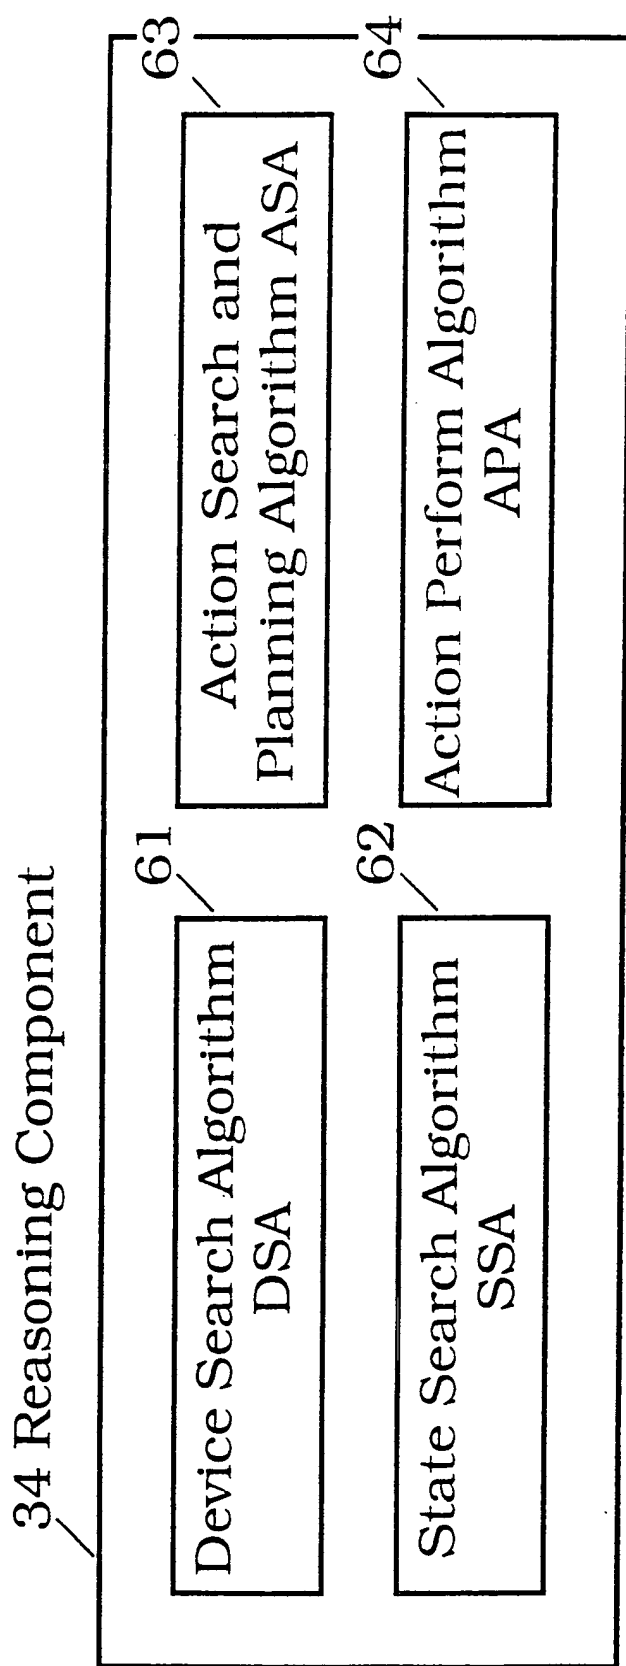 34 Reasoning Component
61
Device Search Algorithm
DSA
63
Action Search and
Planning Algorithm ASA
62
State Search Algorithm
SSA
64
Action Perform Algorithm
APA